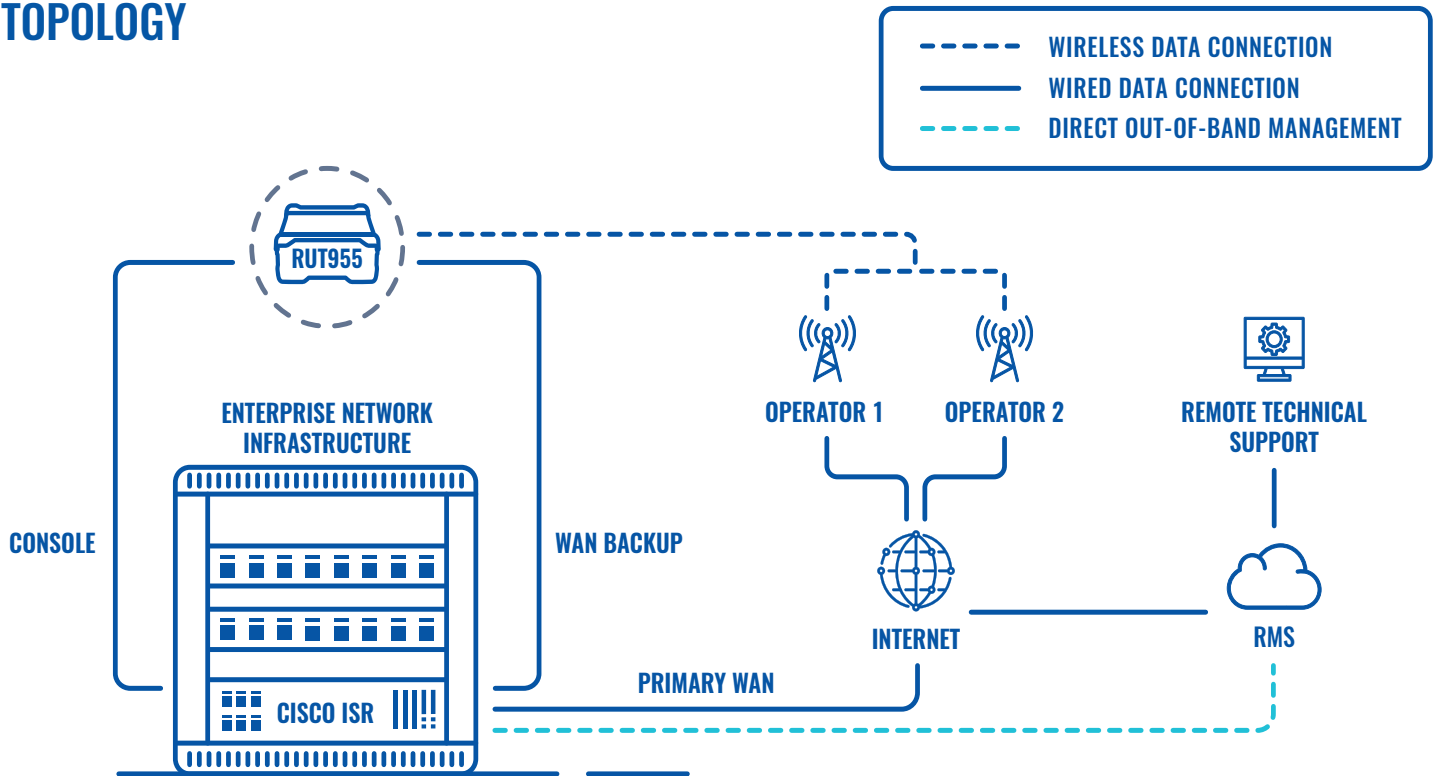 TOPOLOGY
WIRELESS DATA CONNECTION
WIRED DATA CONNECTION
DIRECT OUT-OF-BAND MANAGEMENT
RUT955
OPERATOR 1
OPERATOR 2
REMOTE TECHNICAL
SUPPORT
ENTERPRISE NETWORK
INFRASTRUCTURE
CONSOLE
WAN BACKUP
INTERNET
RMS
PRIMARY WAN
CISCO ISR